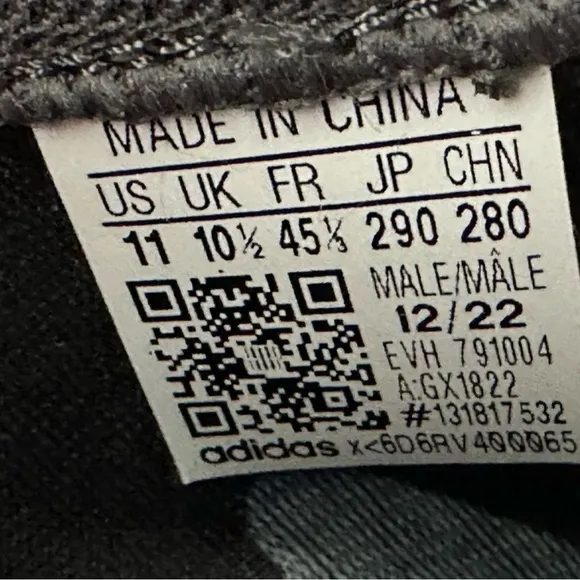 MADE IN CHINA
US UK FR JP CHN
11 10½ 45⅓ 290 280
MALE/MÂLE
12/22
EVH 791004
A:GX1822
#131817532
adidas X<6D6RV400065